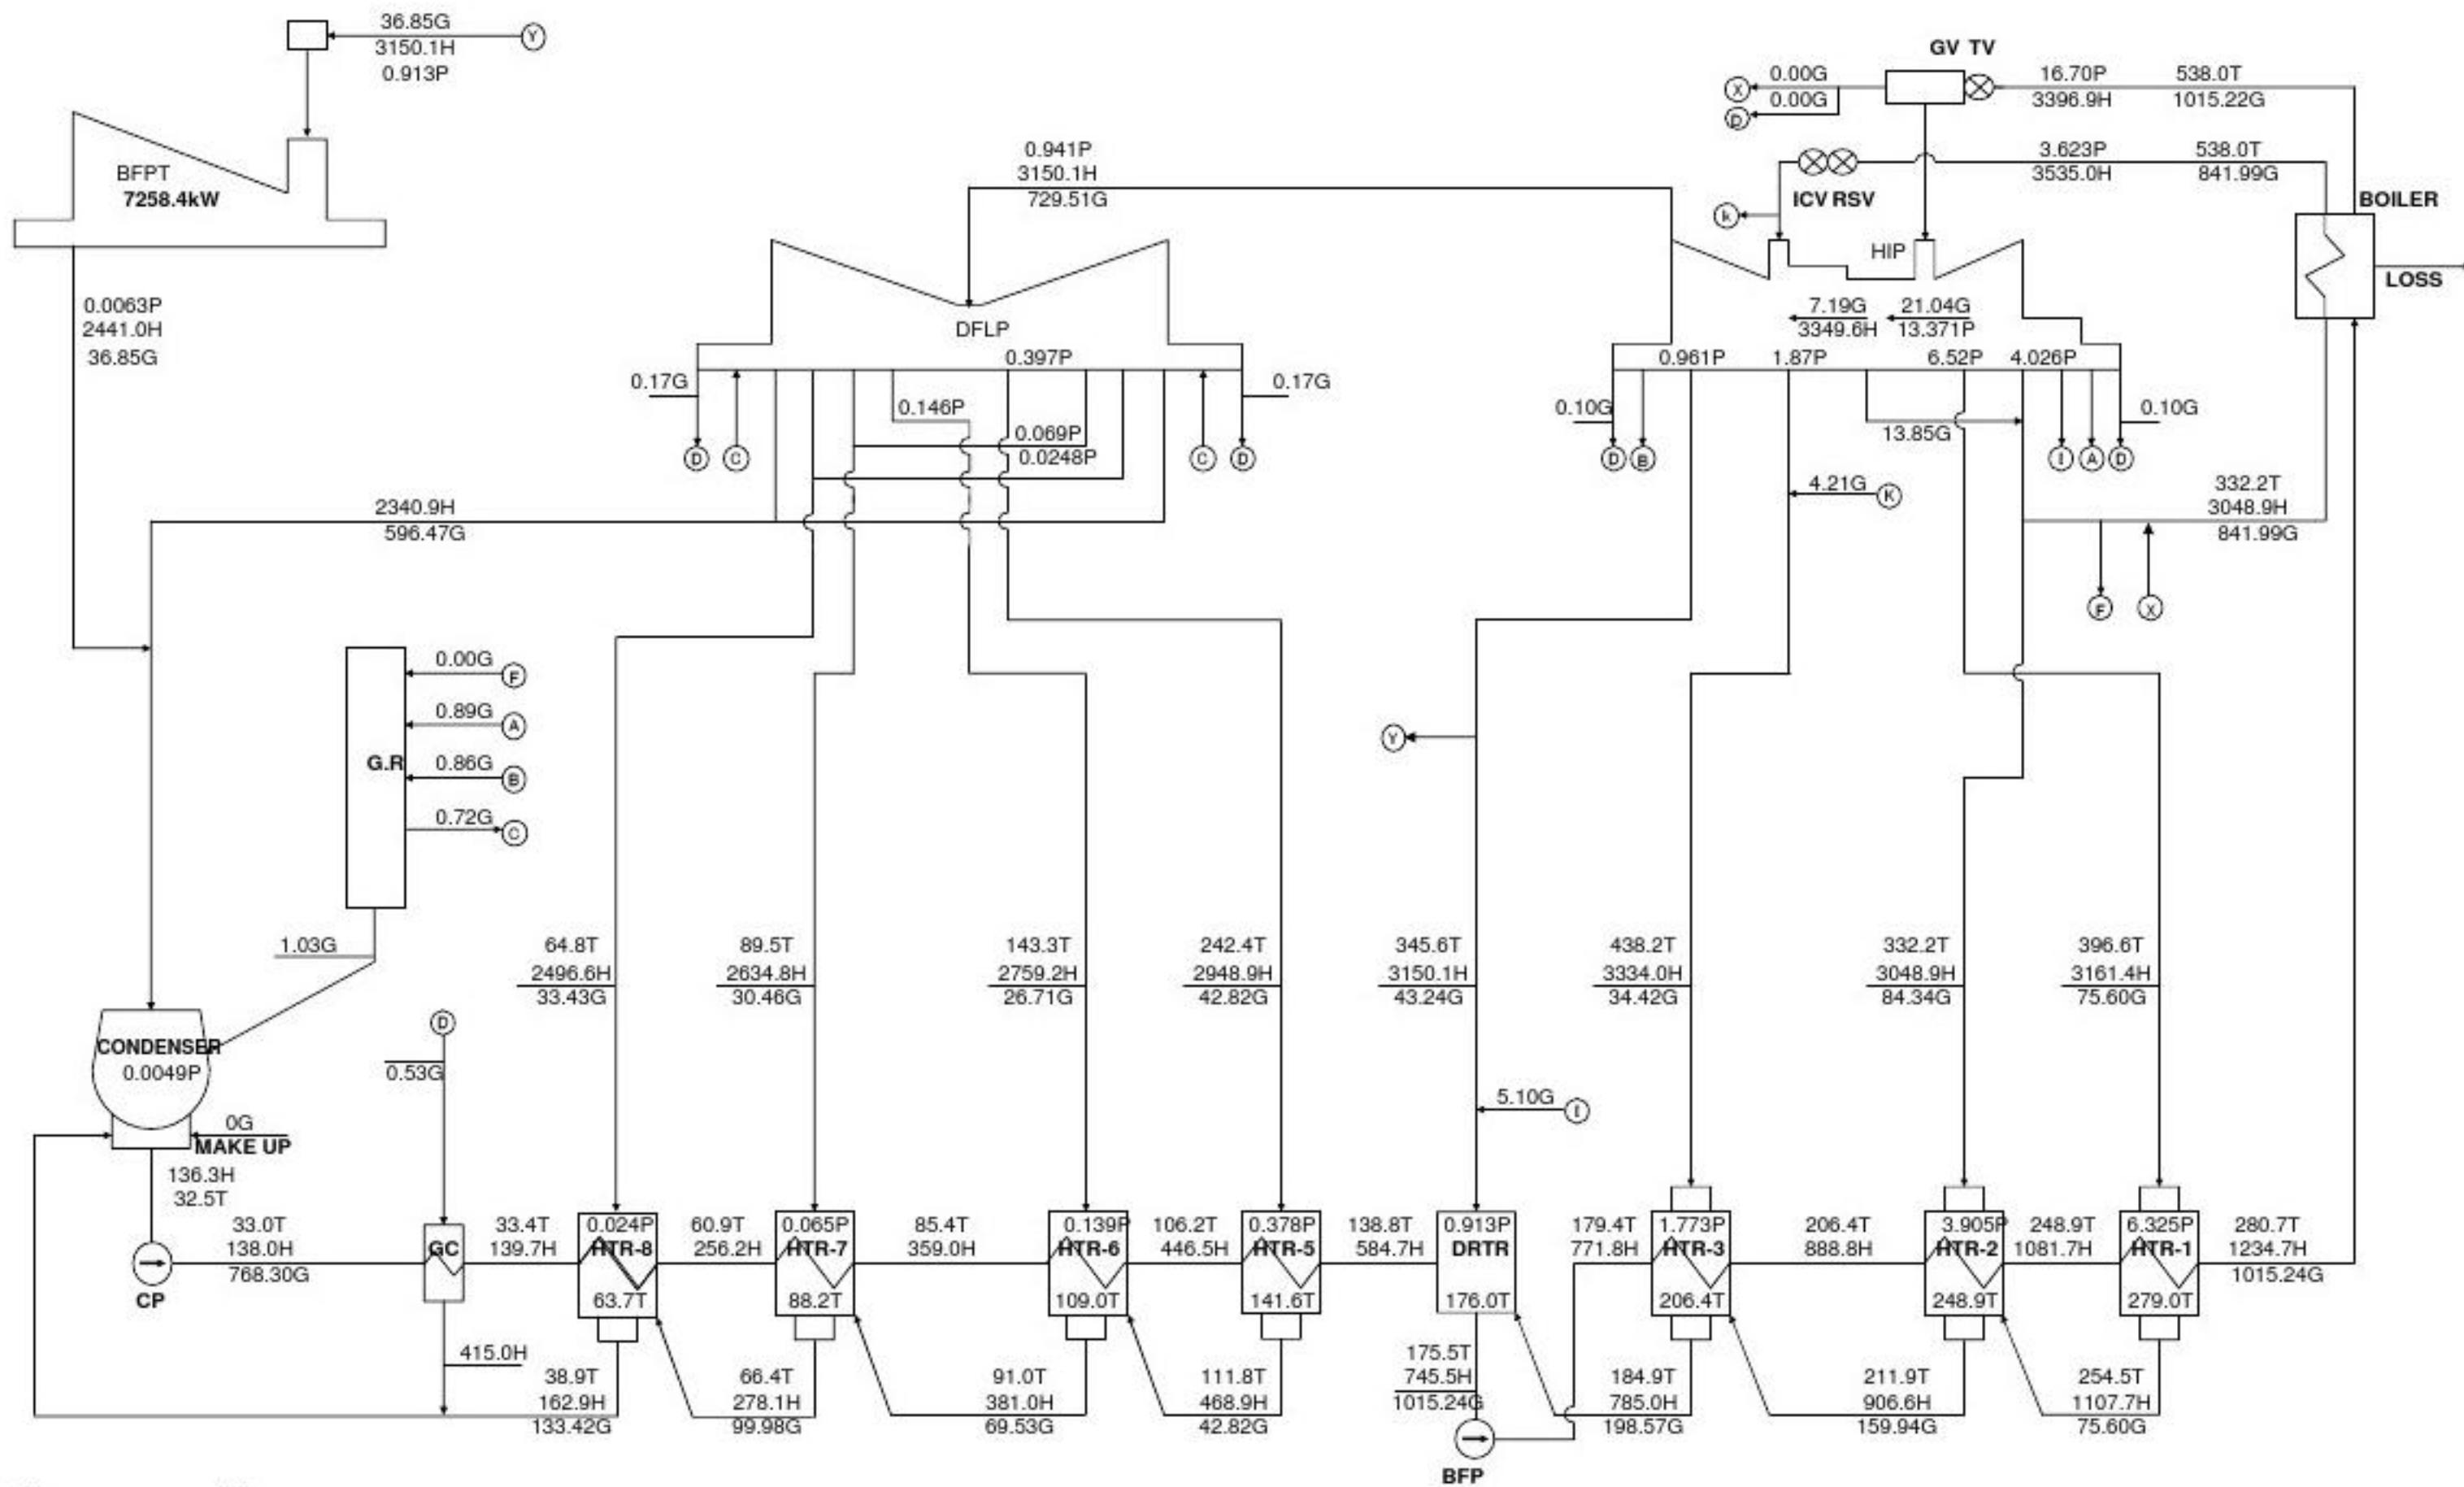 36.85G
3150.1H
0.913P
Y
BFPT
7258.4kW
0.0063P
2441.0H
36.85G
0.941P
3150.1H
729.51G
DFLP
0.397P
0.17G
0.17G
0.146P
0.069P
0.0248P
D
C
C
D
2340.9H
596.47G
GV TV
X
0.00G
0.00G
D
16.70P
538.0T
3396.9H
1015.22G
3.623P
538.0T
3535.0H
841.99G
ICV RSV
k
HIP
BOILER
LOSS
7.19G
21.04G
3349.6H
13.371P
0.961P
1.87P
6.52P
4.026P
0.10G
0.10G
13.85G
D
B
I
A
D
4.21G
K
332.2T
3048.9H
841.99G
F
X
G.R
0.00G
F
0.89G
A
0.86G
B
0.72G
C
1.03G
Y
64.8T
2496.6H
33.43G
89.5T
2634.8H
30.46G
143.3T
2759.2H
26.71G
242.4T
2948.9H
42.82G
345.6T
3150.1H
43.24G
438.2T
3334.0H
34.42G
332.2T
3048.9H
84.34G
396.6T
3161.4H
75.60G
CONDENSER
0.0049P
D
0.53G
5.10G
I
0G
MAKE UP
136.3H
32.5T
33.0T
138.0H
768.30G
CP
GC
33.4T
139.7H
0.024P
HTR-8
63.7T
60.9T
256.2H
0.065P
HTR-7
88.2T
85.4T
359.0H
0.139P
HTR-6
109.0T
106.2T
446.5H
0.378P
HTR-5
141.6T
138.8T
584.7H
0.913P
DRTR
176.0T
179.4T
771.8H
1.773P
HTR-3
206.4T
206.4T
888.8H
3.905P
HTR-2
248.9T
248.9T
1081.7H
6.325P
HTR-1
279.0T
280.7T
1234.7H
1015.24G
415.0H
38.9T
162.9H
133.42G
66.4T
278.1H
99.98G
91.0T
381.0H
69.53G
111.8T
468.9H
42.82G
175.5T
745.5H
1015.24G
BFP
184.9T
785.0H
198.57G
211.9T
906.6H
159.94G
254.5T
1107.7H
75.60G